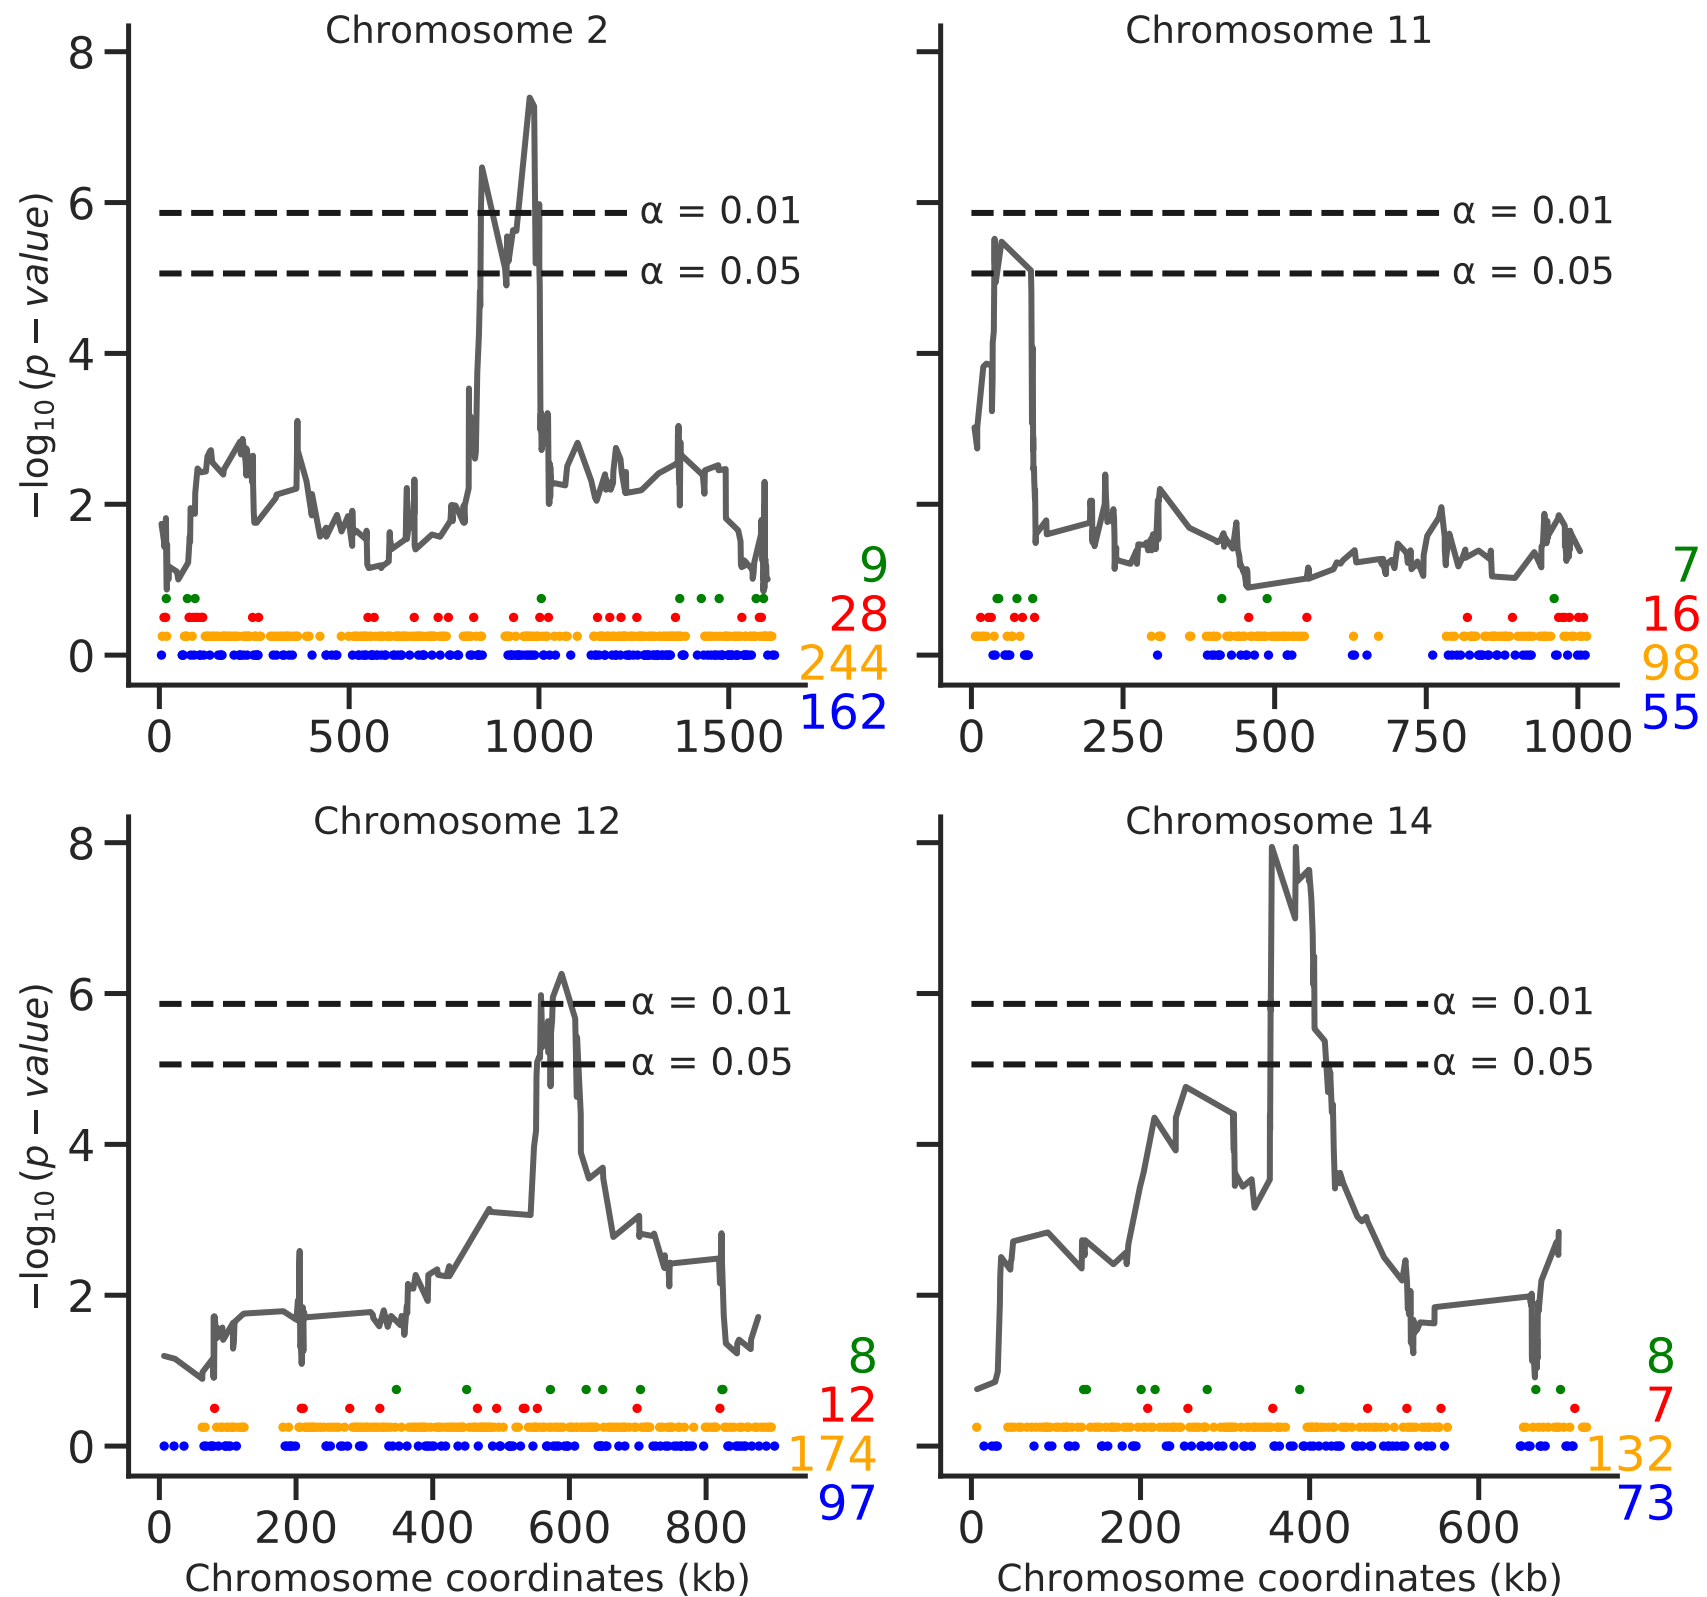 Chromosome 2
8
6
4
2
0
−log10 (p − value)
α = 0.01
α = 0.05
9
28
244
162
0 500 1000 1500
Chromosome 11
α = 0.01
α = 0.05
7
16
98
55
0 250 500 750 1000
Chromosome 12
8
6
4
2
0
−log10 (p − value)
α = 0.01
α = 0.05
8
12
174
97
0 200 400 600 800
Chromosome coordinates (kb)
Chromosome 14
α = 0.01
α = 0.05
8
7
132
73
0 200 400 600
Chromosome coordinates (kb)